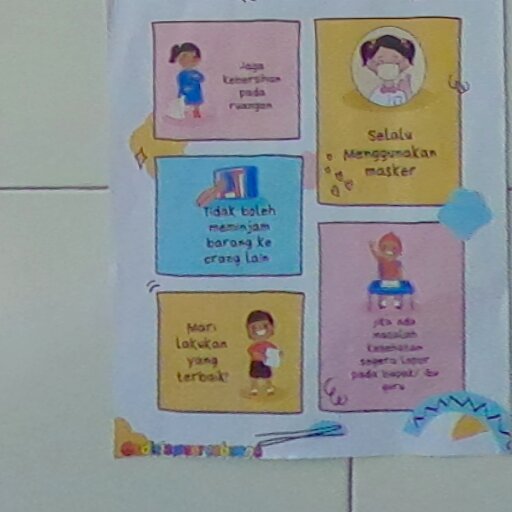 Jaga
kebersihan
pada
ruangan
Selalu
Menggunakan
masker
Tidak boleh
meminjam
barang ke
orang lain
Mari
lakukan
yang
terbaik!
jika ada
masalah
kesehatan
segera lapor
pada bapak/ ibu
guru